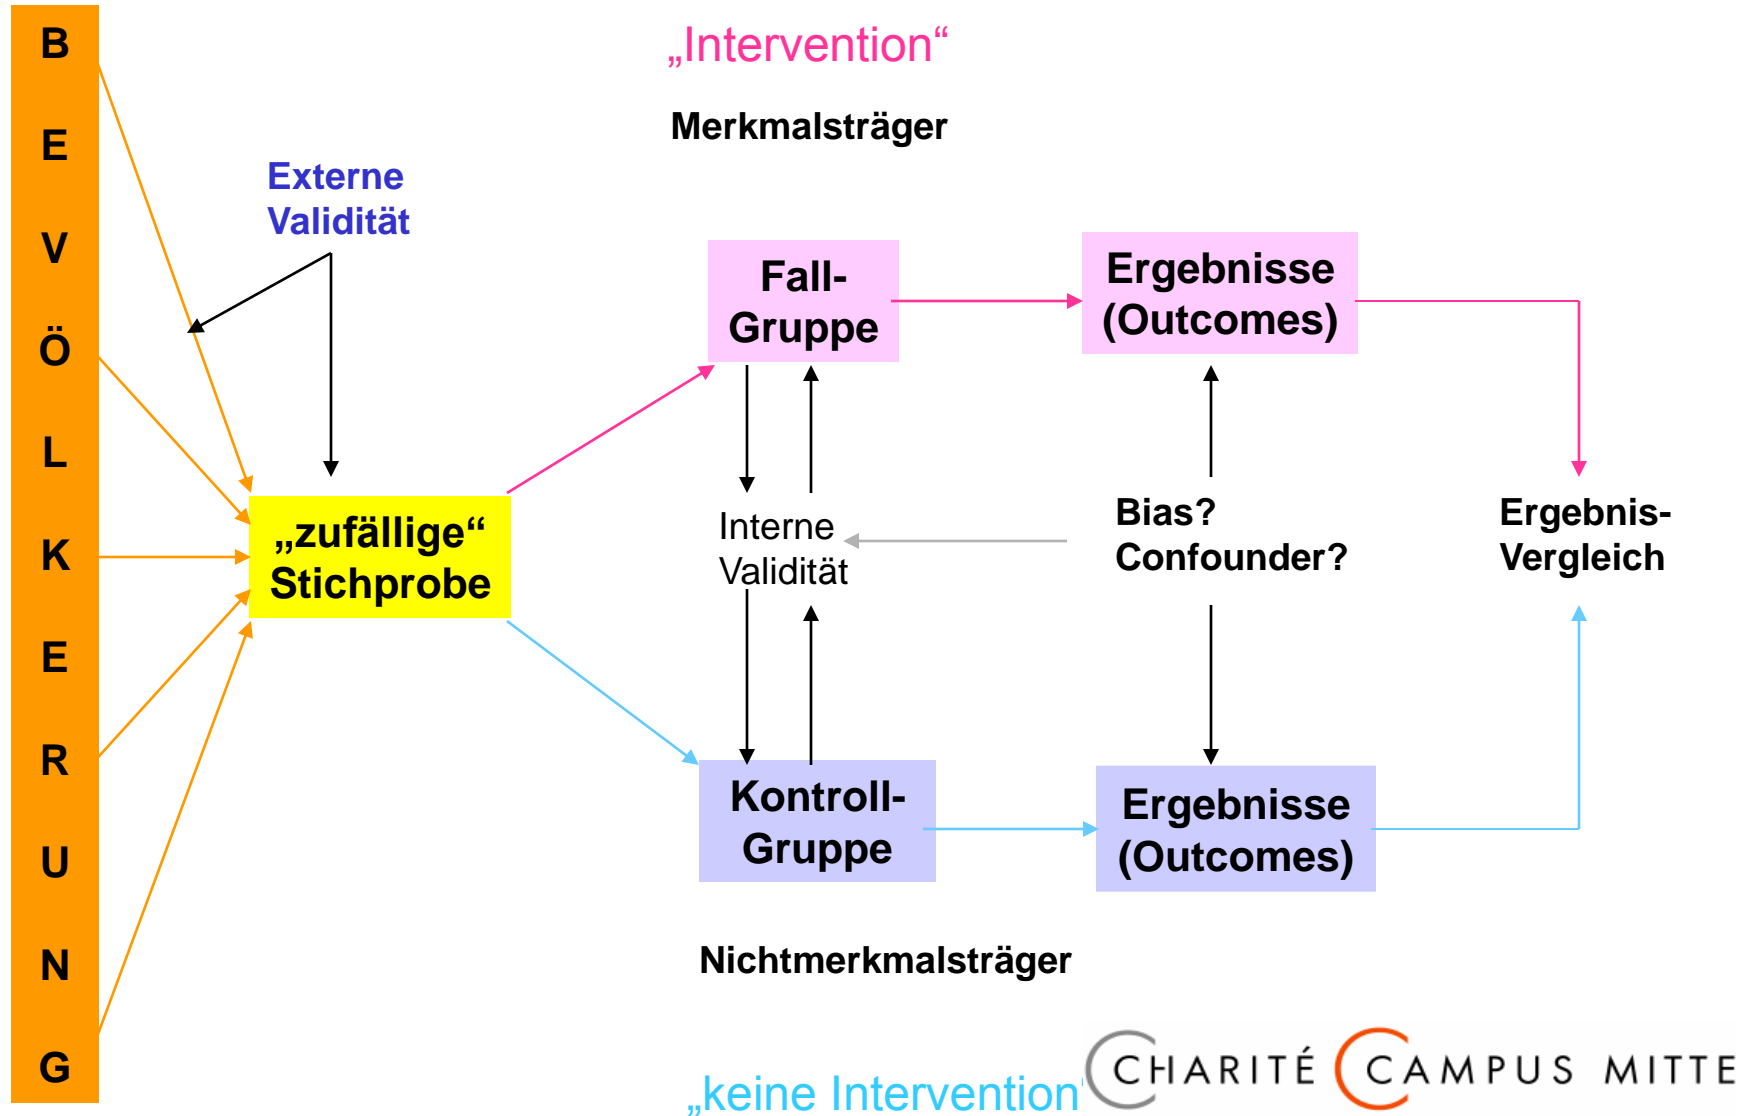 BEVÖLKERUNG
„Intervention“
Merkmalsträger
Externe
Validität
Fall-
Gruppe
Ergebnisse
(Outcomes)
„zufällige“
Stichprobe
Interne
Validität
Bias?
Confounder?
Ergebnis-
Vergleich
Kontroll-
Gruppe
Ergebnisse
(Outcomes)
Nichtmerkmalsträger
„keine Intervention“
CHARITÉ CAMPUS MITTE